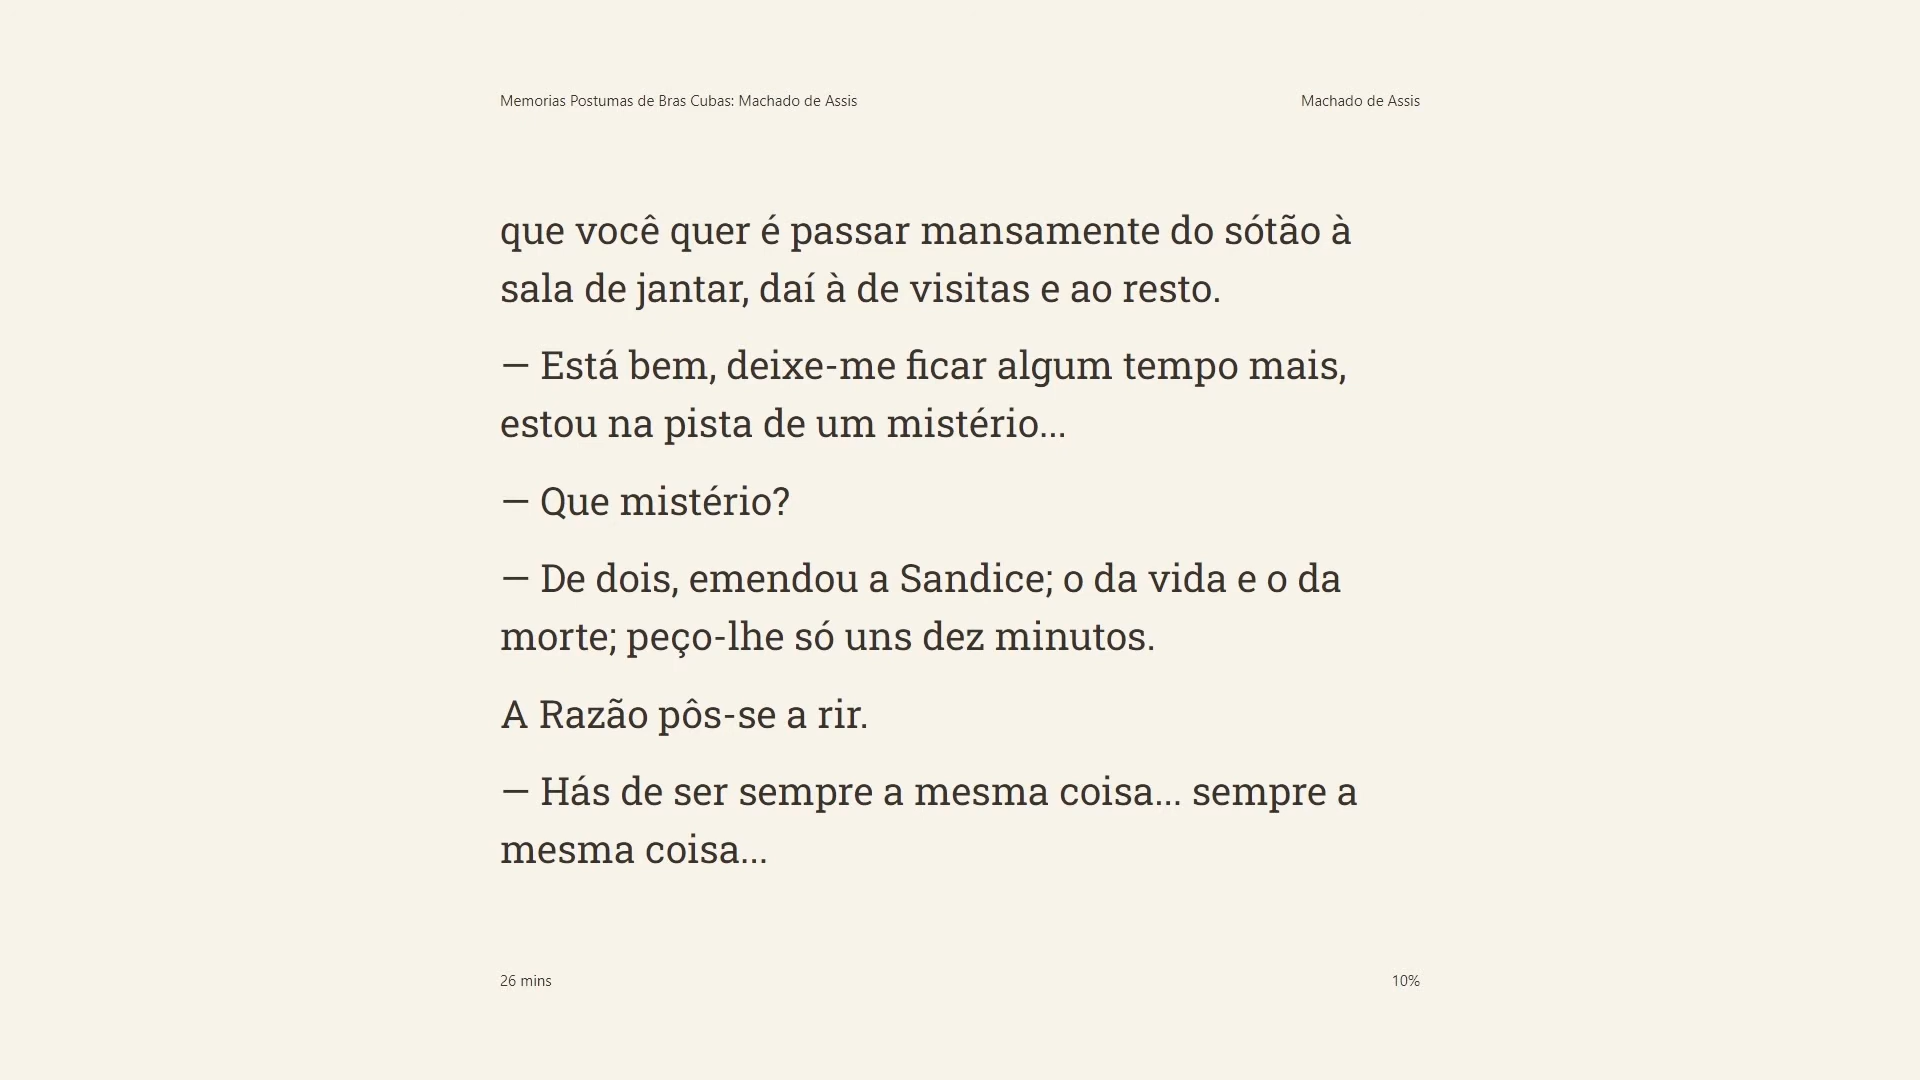 Memorias Postumas de Bras Cubas: Machado de Assis
Machado de Assis
que você quer é passar mansamente do sótão à
sala de jantar, daí à de visitas e ao resto.
— Está bem, deixe-me ficar algum tempo mais,
estou na pista de um mistério...
— Que mistério?
— De dois, emendou a Sandice; o da vida e o da
morte; peço-lhe só uns dez minutos.
A Razão pôs-se a rir.
— Hás de ser sempre a mesma coisa... sempre a
mesma coisa...
26 mins
10%